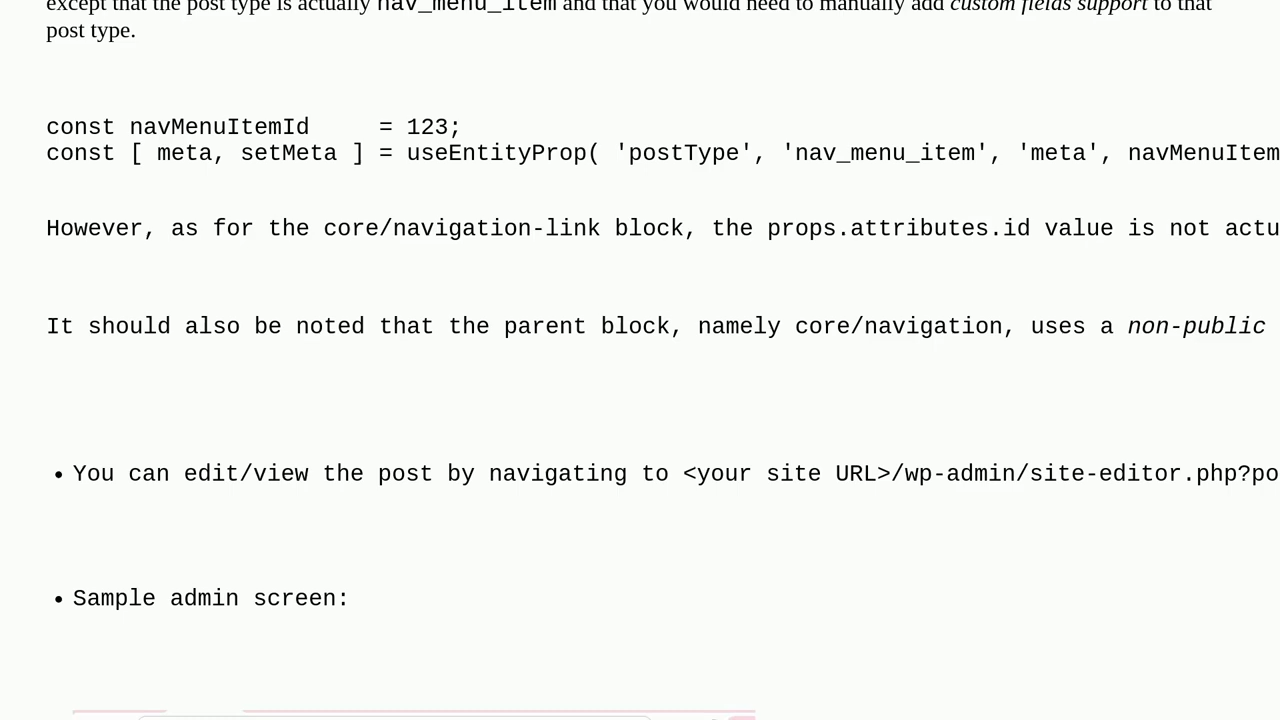 except that the post type is actually nav_menu_item and that you would need to manually add custom fields support to that
post type.
const navMenuItemId     = 123;
const [ meta, setMeta ] = useEntityProp( 'postType', 'nav_menu_item', 'meta', navMenuItem
However, as for the core/navigation-link block, the props.attributes.id value is not actu
It should also be noted that the parent block, namely core/navigation, uses a non-public
• You can edit/view the post by navigating to <your site URL>/wp-admin/site-editor.php?po
• Sample admin screen: